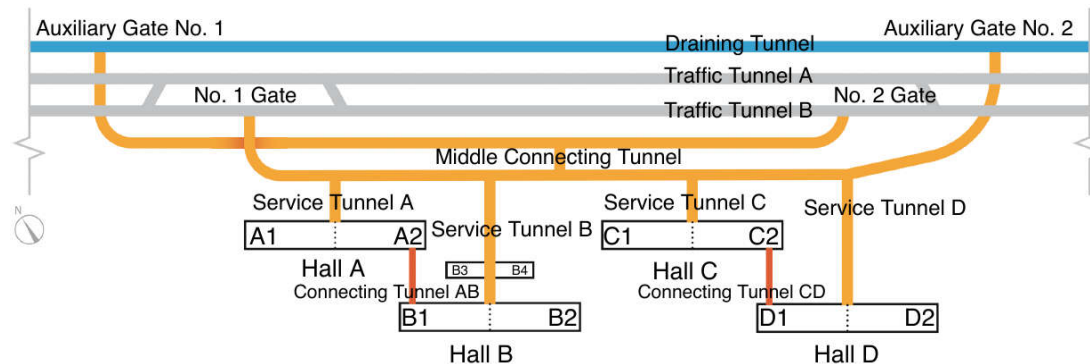 Auxiliary Gate No. 1
Auxiliary Gate No. 2
Draining Tunnel
Traffic Tunnel A
No. 1 Gate
No. 2 Gate
Traffic Tunnel B
Middle Connecting Tunnel
Service Tunnel A
Service Tunnel C
Service Tunnel D
N
A1
A2
Service Tunnel B
C1
C2
Hall A
B3
B4
Hall C
Connecting Tunnel AB
Connecting Tunnel CD
B1
B2
D1
D2
Hall B
Hall D